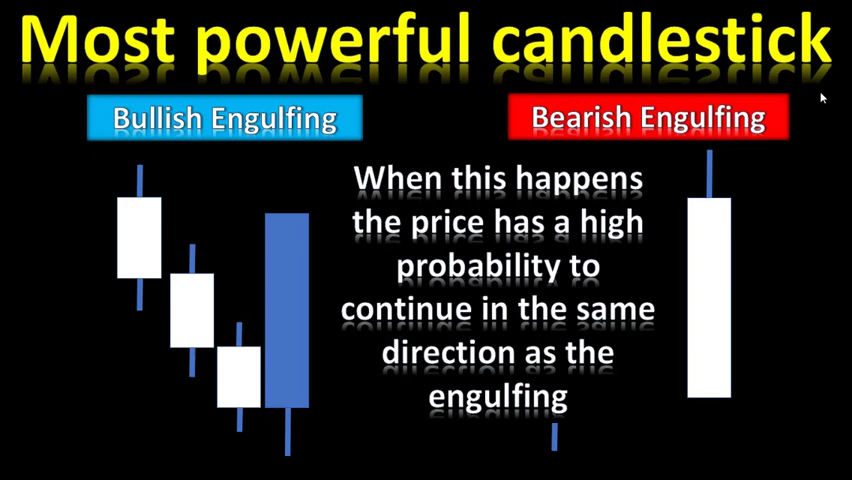 Most powerful candlestick
Bullish Engulfing
Bearish Engulfing
When this happens
the price has a high
probability to
continue in the same
direction as the
engulfing